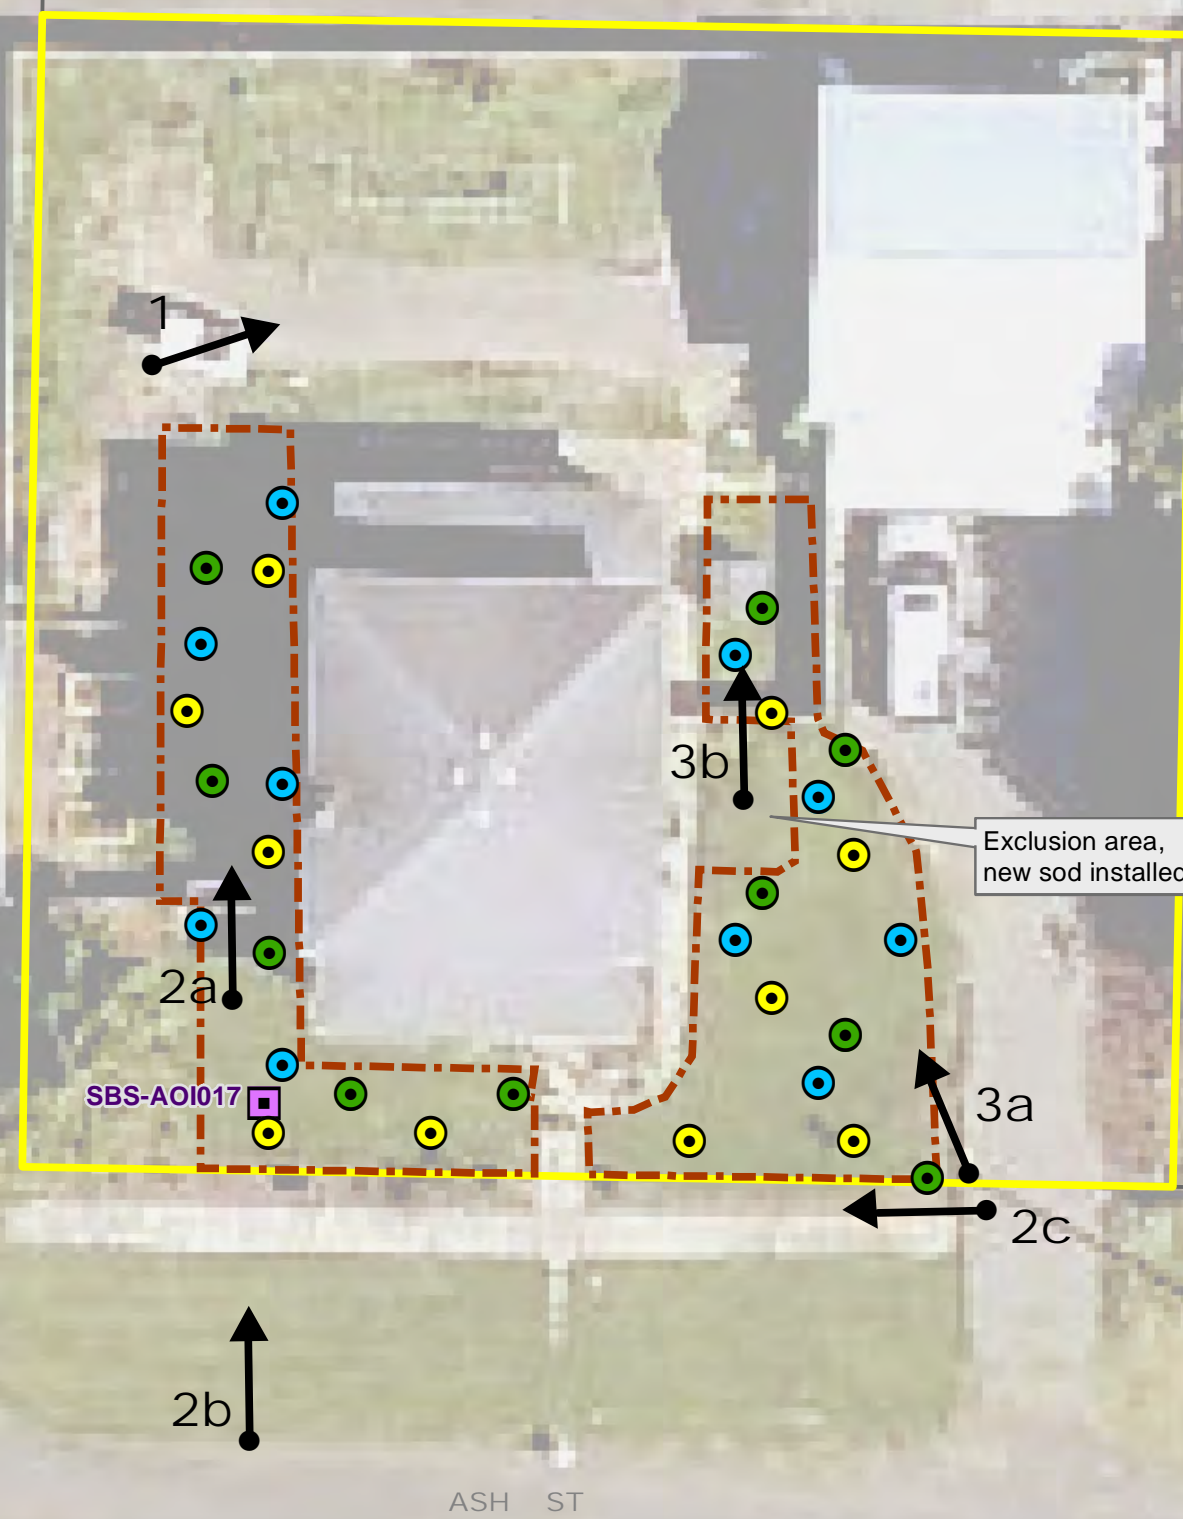 1
3b
Exclusion area,
new sod installed
2a
SBS-AOI017
3a
2c
2b
ASH ST